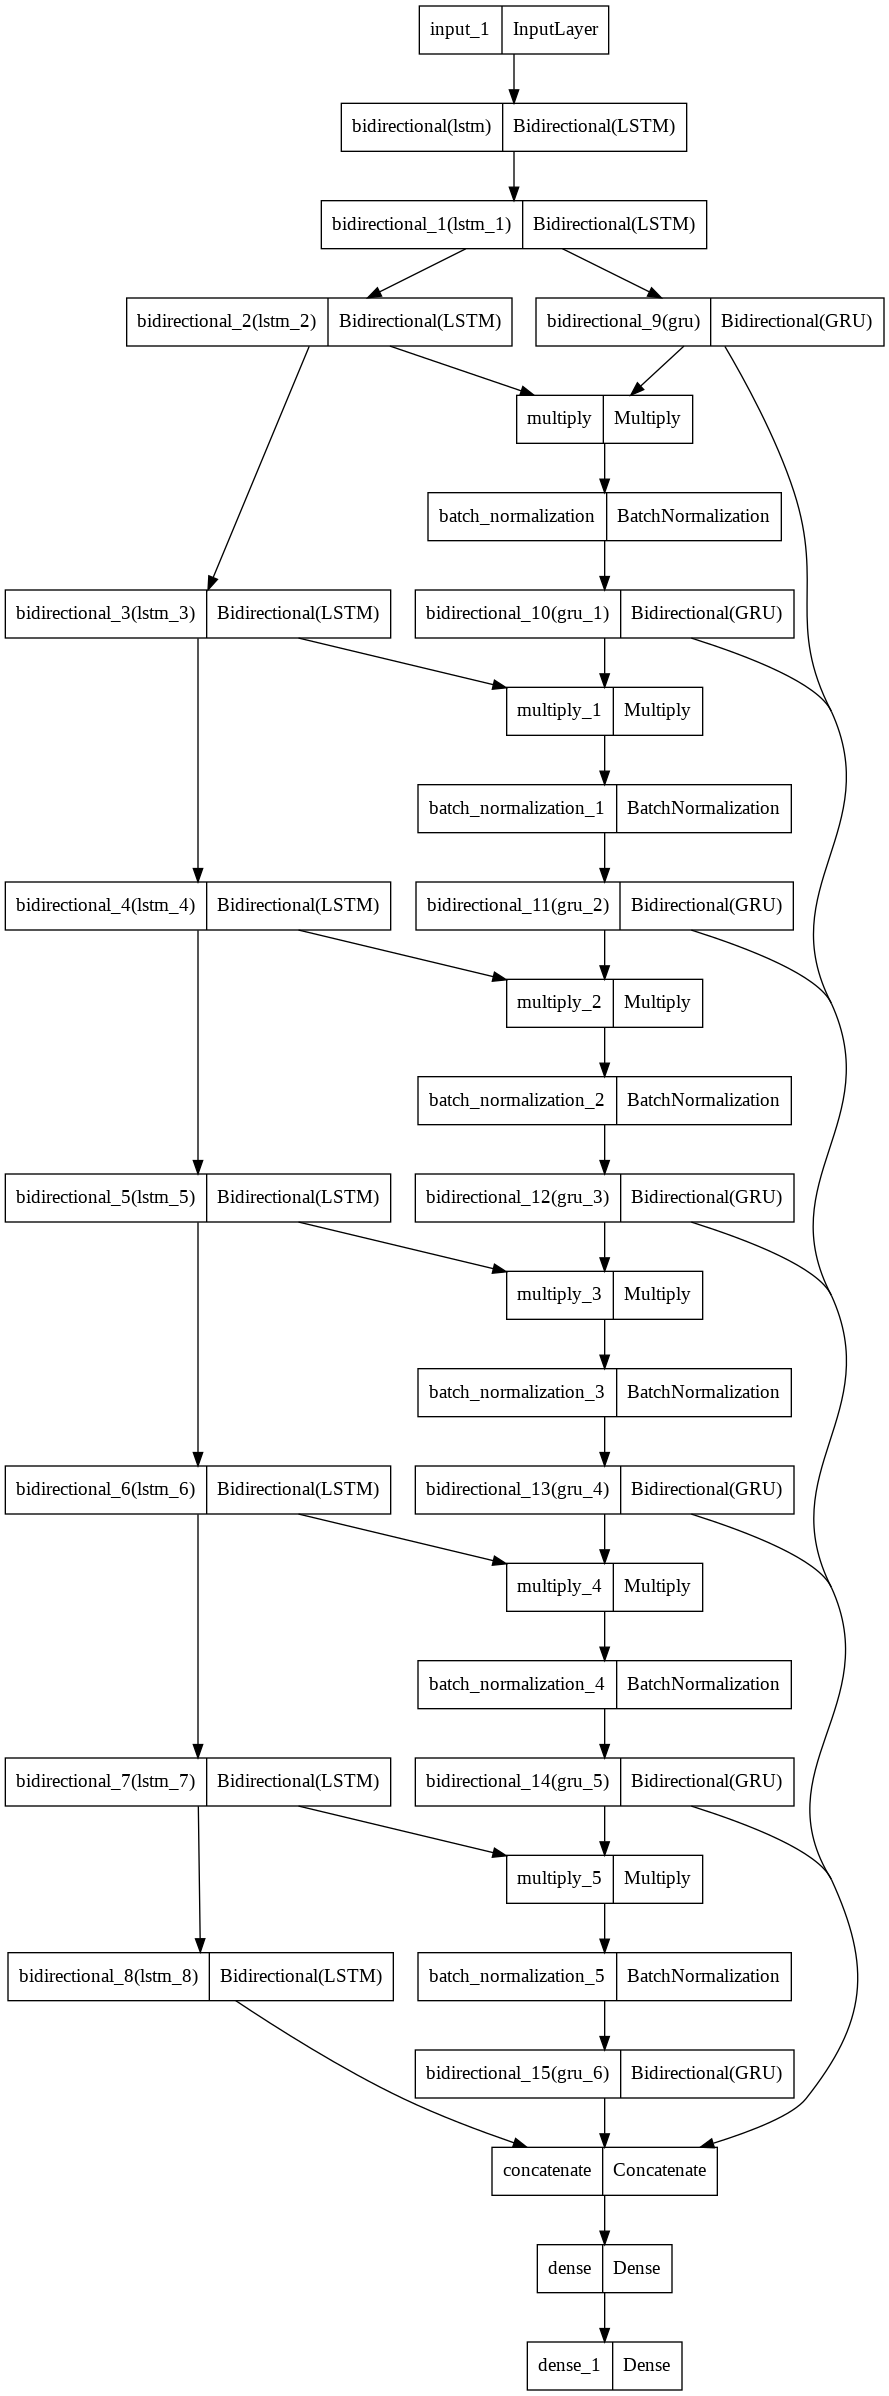 input_1 InputLayer
bidirectional(lstm) Bidirectional(LSTM)
bidirectional_1(lstm_1) Bidirectional(LSTM)
bidirectional_2(lstm_2) Bidirectional(LSTM) bidirectional_9(gru) Bidirectional(GRU)
multiply Multiply
batch_normalization BatchNormalization
bidirectional_3(lstm_3) Bidirectional(LSTM) bidirectional_10(gru_1) Bidirectional(GRU)
multiply_1 Multiply
batch_normalization_1 BatchNormalization
bidirectional_4(lstm_4) Bidirectional(LSTM) bidirectional_11(gru_2) Bidirectional(GRU)
multiply_2 Multiply
batch_normalization_2 BatchNormalization
bidirectional_5(lstm_5) Bidirectional(LSTM) bidirectional_12(gru_3) Bidirectional(GRU)
multiply_3 Multiply
batch_normalization_3 BatchNormalization
bidirectional_6(lstm_6) Bidirectional(LSTM) bidirectional_13(gru_4) Bidirectional(GRU)
multiply_4 Multiply
batch_normalization_4 BatchNormalization
bidirectional_7(lstm_7) Bidirectional(LSTM) bidirectional_14(gru_5) Bidirectional(GRU)
multiply_5 Multiply
bidirectional_8(lstm_8) Bidirectional(LSTM) batch_normalization_5 BatchNormalization
bidirectional_15(gru_6) Bidirectional(GRU)
concatenate Concatenate
dense Dense
dense_1 Dense